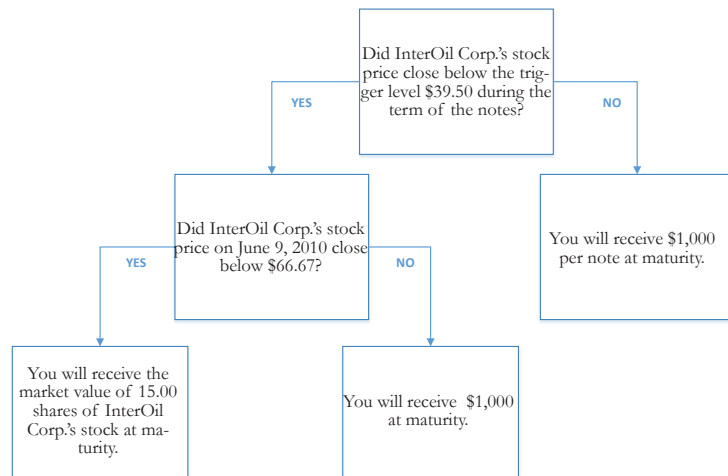 Did InterOil Corp.'s stock
price close below the trig-
ger level $39.50 during the
term of the notes?
YES
NO
Did InterOil Corp.'s stock
price on June 9, 2010 close
below $66.67?
You will receive $1,000
per note at maturity.
YES
NO
You will receive the
market value of 15.00
shares of InterOil
Corp.'s stock at ma-
turity.
You will receive $1,000
at maturity.